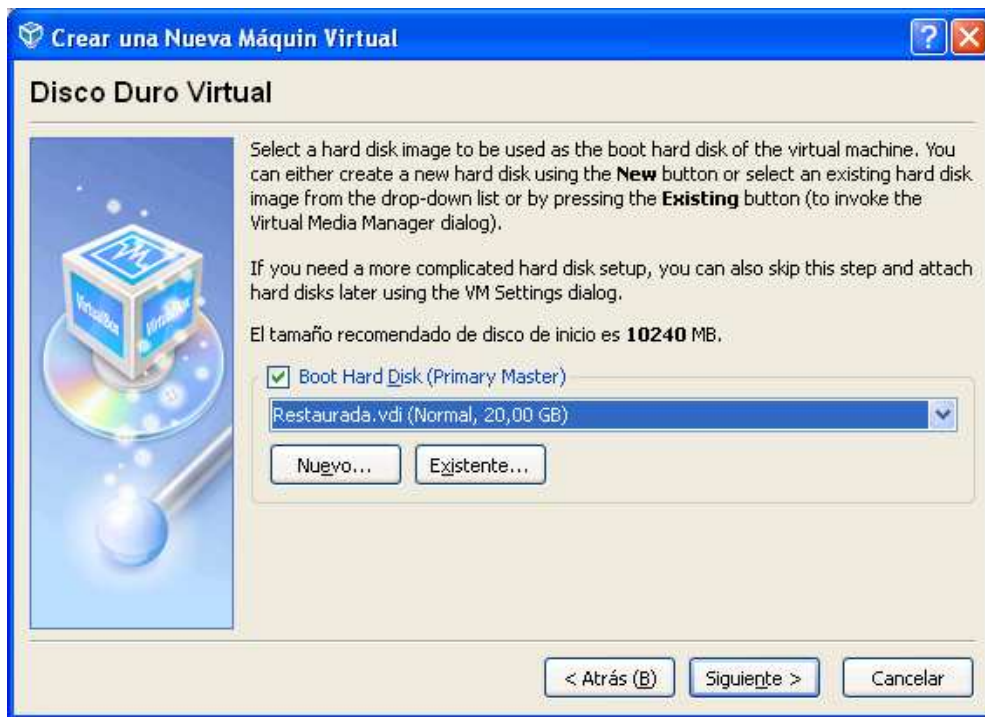 Crear una Nueva Máquin Virtual
Disco Duro Virtual
Select a hard disk image to be used as the boot hard disk of the virtual machine. You
can either create a new hard disk using the New button or select an existing hard disk
image from the drop-down list or by pressing the Existing button (to invoke the
Virtual Media Manager dialog).
If you need a more complicated hard disk setup, you can also skip this step and attach
hard disks later using the VM Settings dialog.
El tamaño recomendado de disco de inicio es 10240 MB.
Boot Hard Disk (Primary Master)
Restaurada.vdi (Normal, 20,00 GB)
Nuevo... Existente...
VirtualBox VirtualBox
< Atrás (B) Siguiente > Cancelar